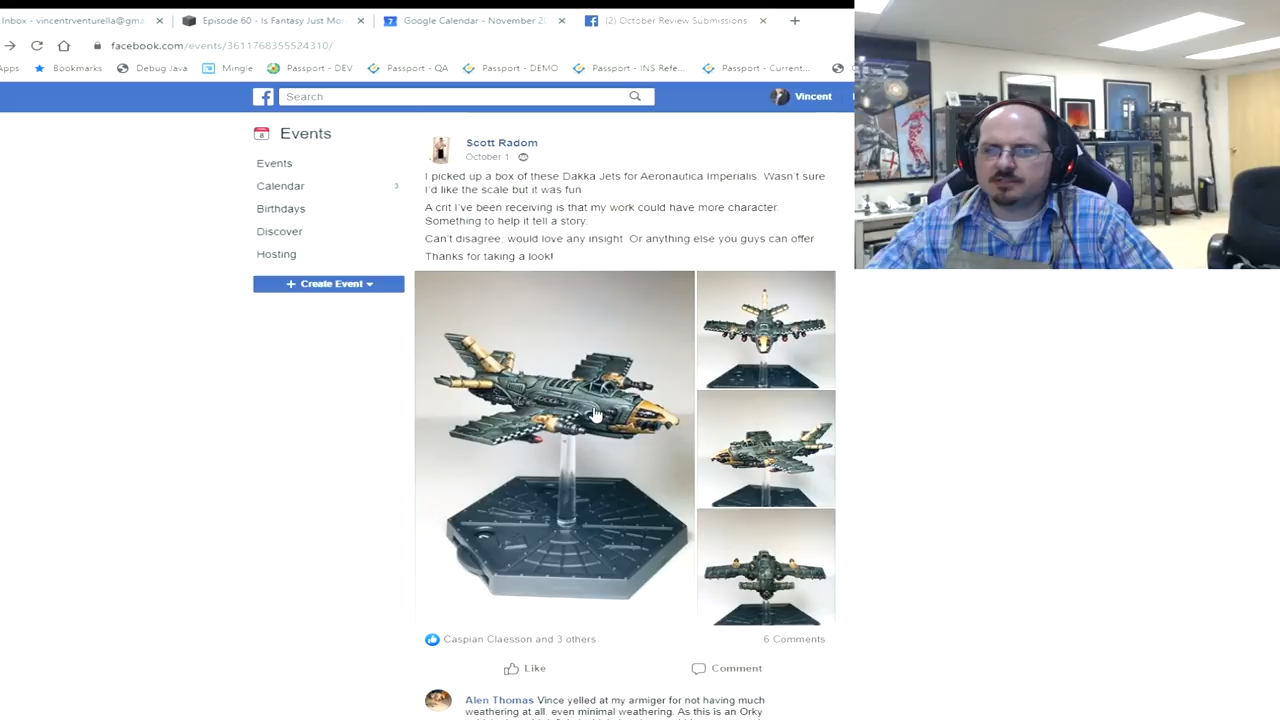 Inbox - vincentrventurella@gma
Episode 60 - Is Fantasy Just Mor
Google Calendar - November 2
(2) October Review Submissions
facebook.com/events/3611768355524310/
Apps
Bookmarks
Debug Java
Mingle
Passport - DEV
Passport - QA
Passport - DEMO
Passport - INS Refe...
Passport - Current...
Search
Vincent
Events
Events
Calendar 3
Birthdays
Discover
Hosting
+ Create Event
Scott Radom
October 1
I picked up a box of these Dakka Jets for Aeronautica Imperialis. Wasn't sure
I'd like the scale but it was fun
A crit I've been receiving is that my work could have more character.
Something to help it tell a story.
Can't disagree, would love any insight. Or anything else you guys can offer
Thanks for taking a look!
Caspian Claesson and 3 others
6 Comments
Like
Comment
Alen Thomas Vince yelled at my armiger for not having much
weathering at all, even minimal weathering. As this is an Orky